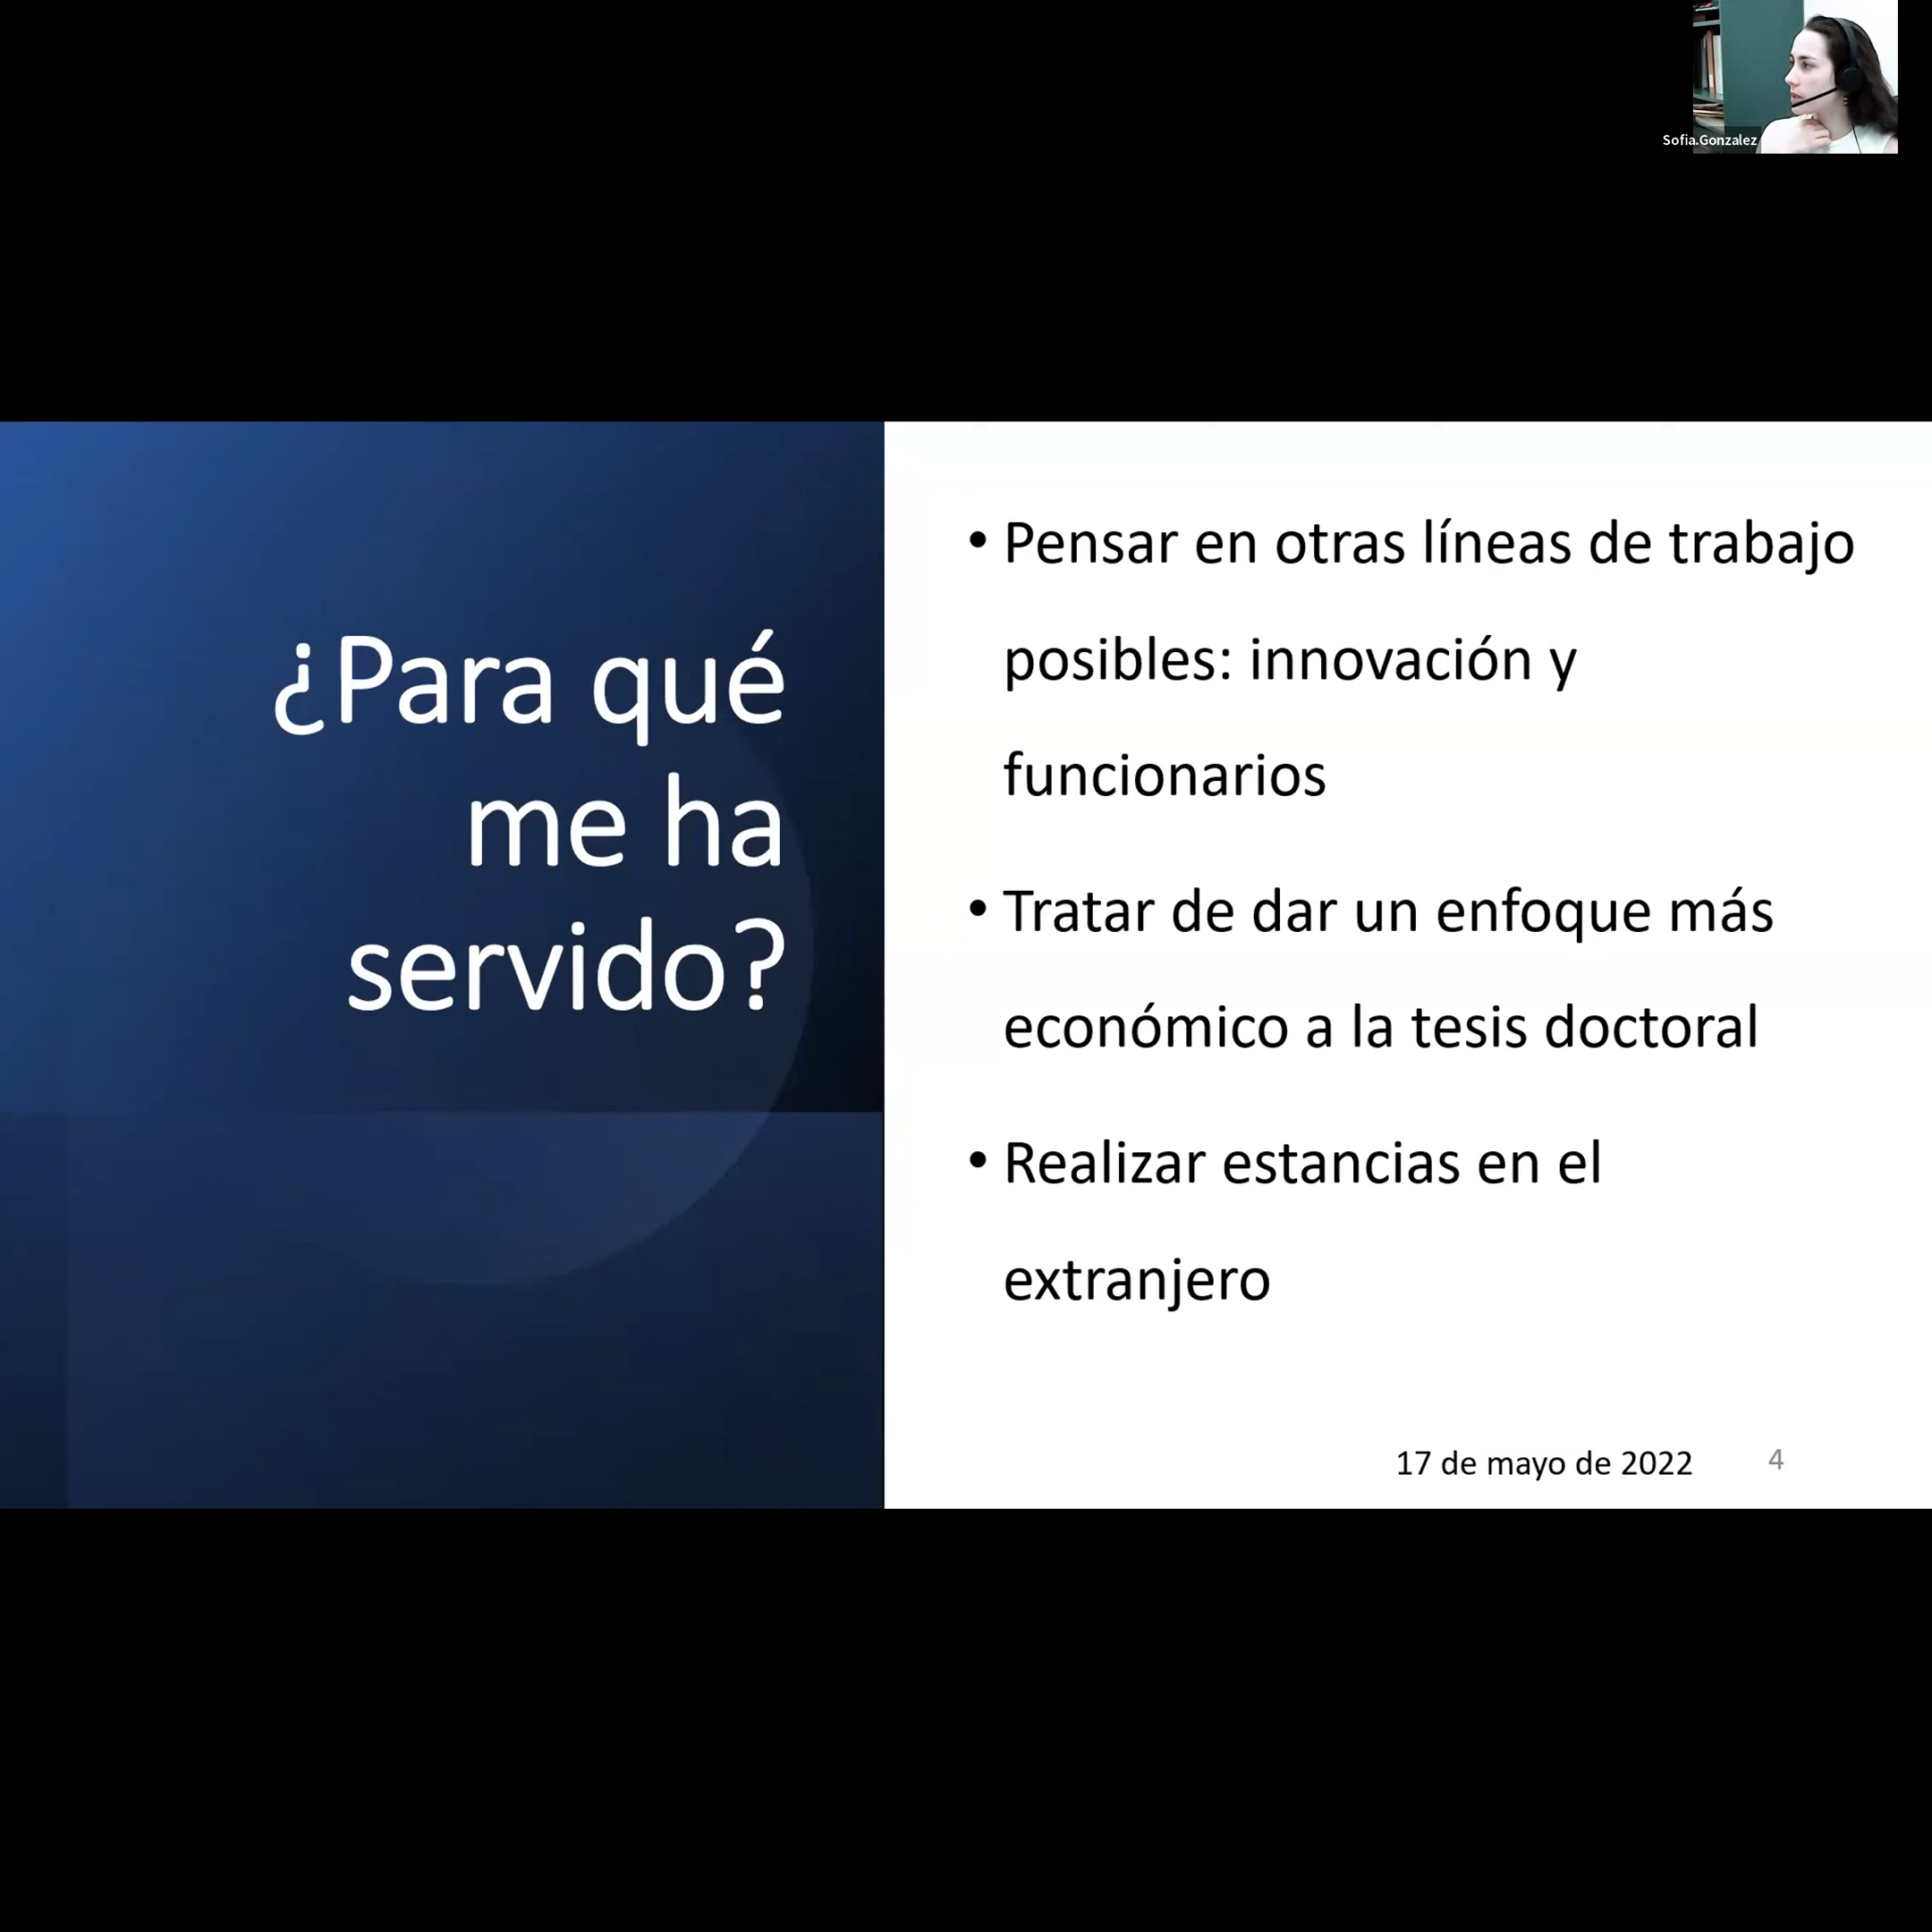 Sofia.Gonzalez
¿Para qué
me ha
servido?
• Pensar en otras líneas de trabajo
posibles: innovación y
funcionarios
• Tratar de dar un enfoque más
económico a la tesis doctoral
• Realizar estancias en el
extranjero
17 de mayo de 2022
4